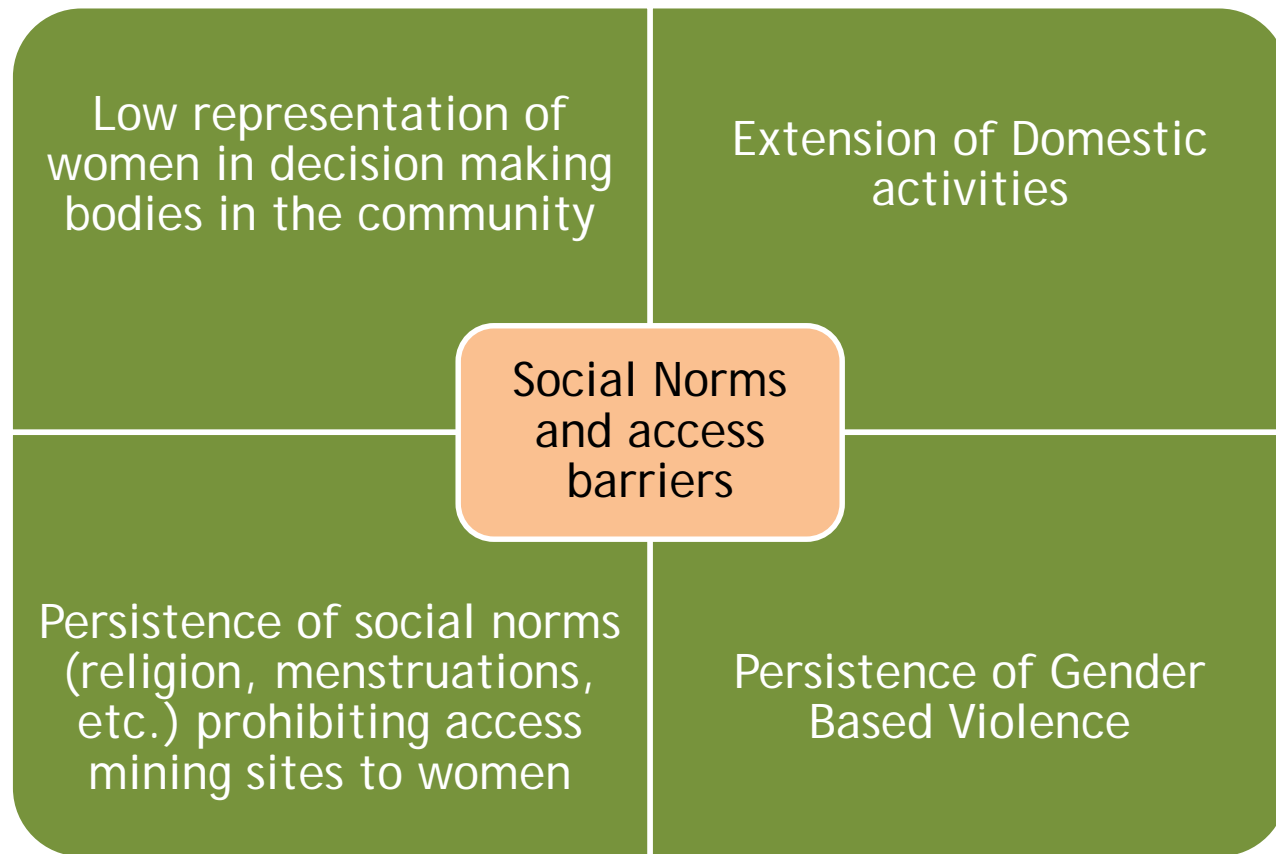 Low representation of
women in decision making
bodies in the community
Extension of Domestic
activities
Social Norms
and access
barriers
Persistence of social norms
(religion, menstruations,
etc.) prohibiting access
mining sites to women
Persistence of Gender
Based Violence